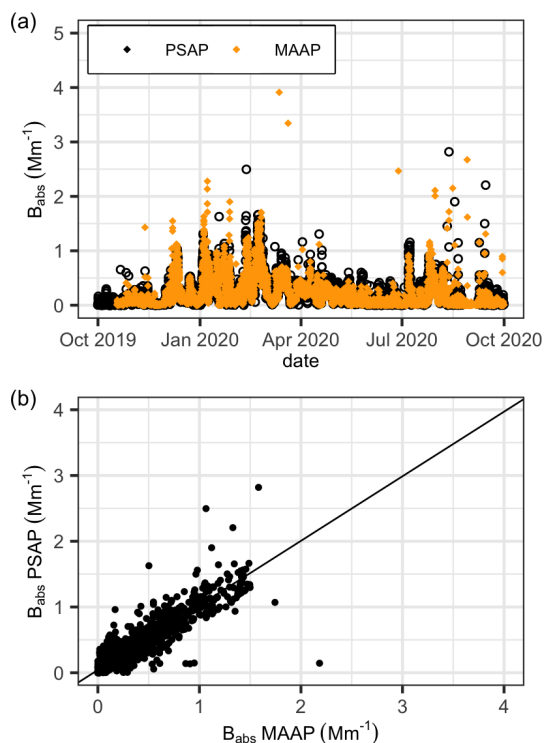 (a)
PSAP
MAAP
5
4
3
2
1
0
Babs (Mm⁻¹)
Oct 2019
Jan 2020
Apr 2020
Jul 2020
Oct 2020
date
(b)
4
3
2
1
0
Babs PSAP (Mm⁻¹)
0
1
2
3
4
Babs MAAP (Mm⁻¹)